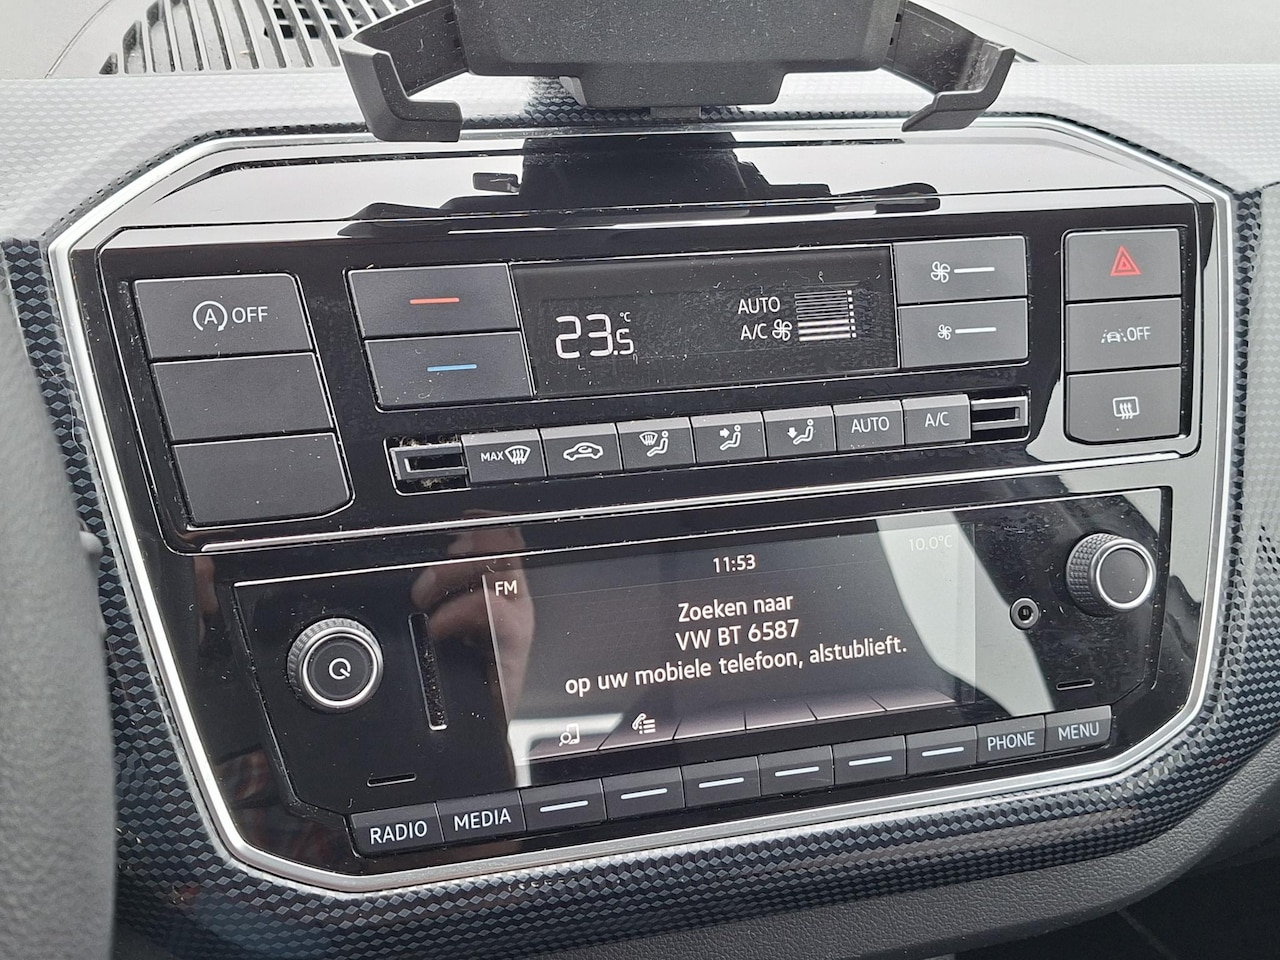 (A) OFF
23.5 °C
AUTO
A/C
OFF
MAX
AUTO
A/C
11:53
10.0°C
FM
Zoeken naar
VW BT 6587
op uw mobiele telefoon, alstublieft.
RADIO
MEDIA
PHONE
MENU